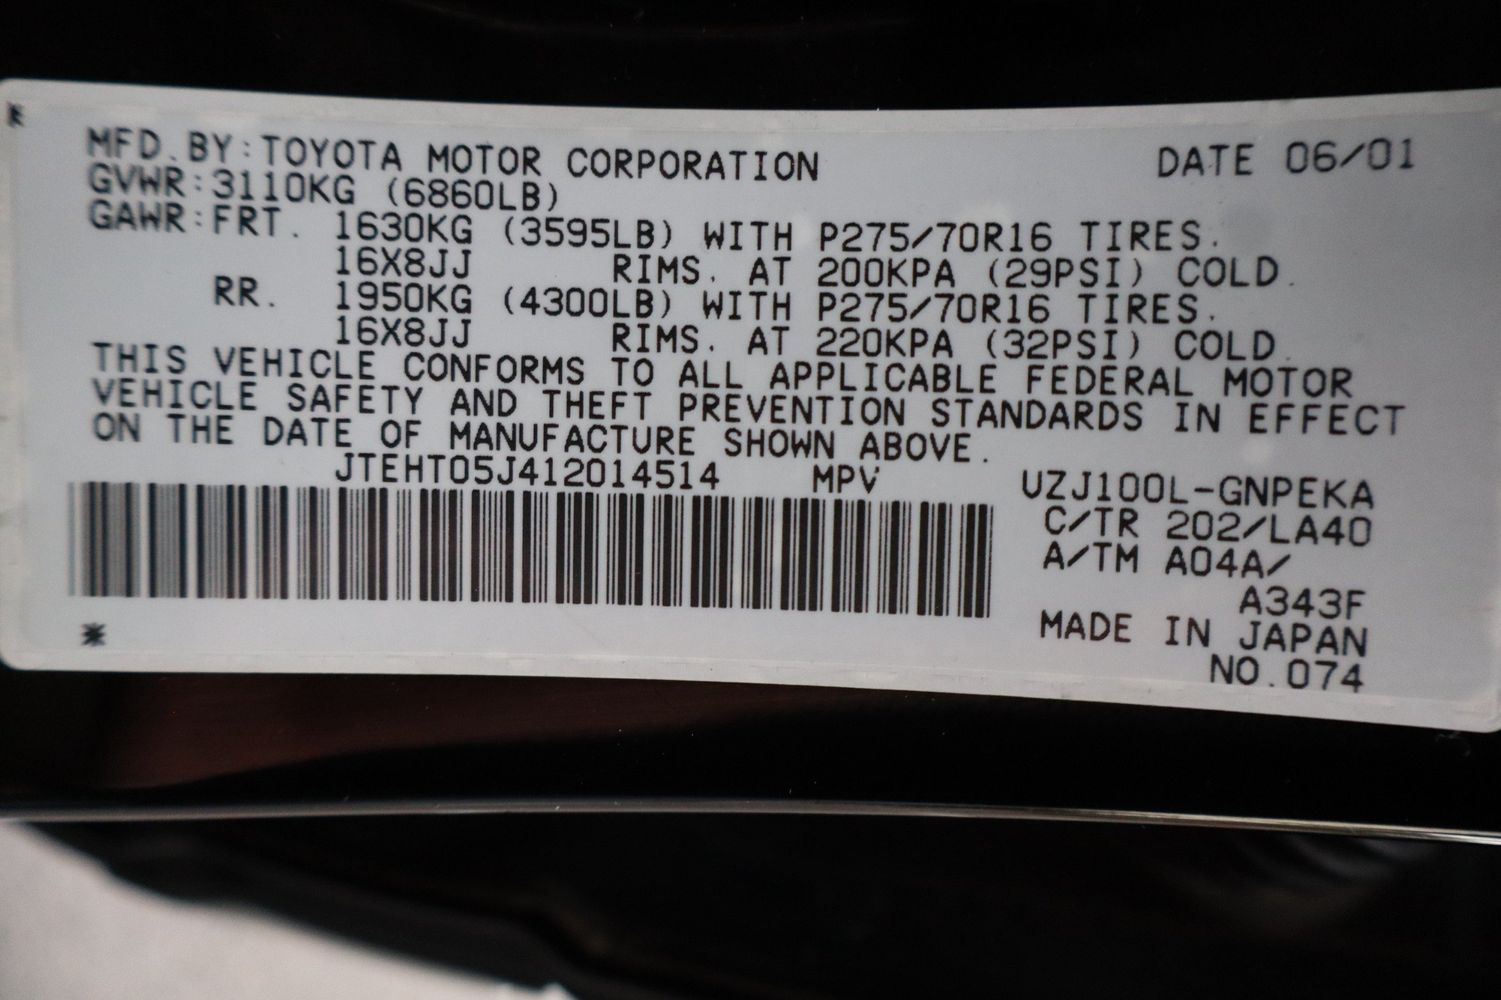 MFD.BY:TOYOTA MOTOR CORPORATION DATE 06/01
GVWR:3110KG (6860LB)
GAWR:FRT. 1630KG (3595LB) WITH P275/70R16 TIRES.
16X8JJ RIMS. AT 200KPA (29PSI) COLD.
RR. 1950KG (4300LB) WITH P275/70R16 TIRES.
16X8JJ RIMS. AT 220KPA (32PSI) COLD.
THIS VEHICLE CONFORMS TO ALL APPLICABLE FEDERAL MOTOR
VEHICLE SAFETY AND THEFT PREVENTION STANDARDS IN EFFECT
ON THE DATE OF MANUFACTURE SHOWN ABOVE.
JTEHT05J412014514 MPV UZJ100L-GNPEKA
C/TR 202/LA40
A/TM A04A/
A343F
MADE IN JAPAN
NO.074